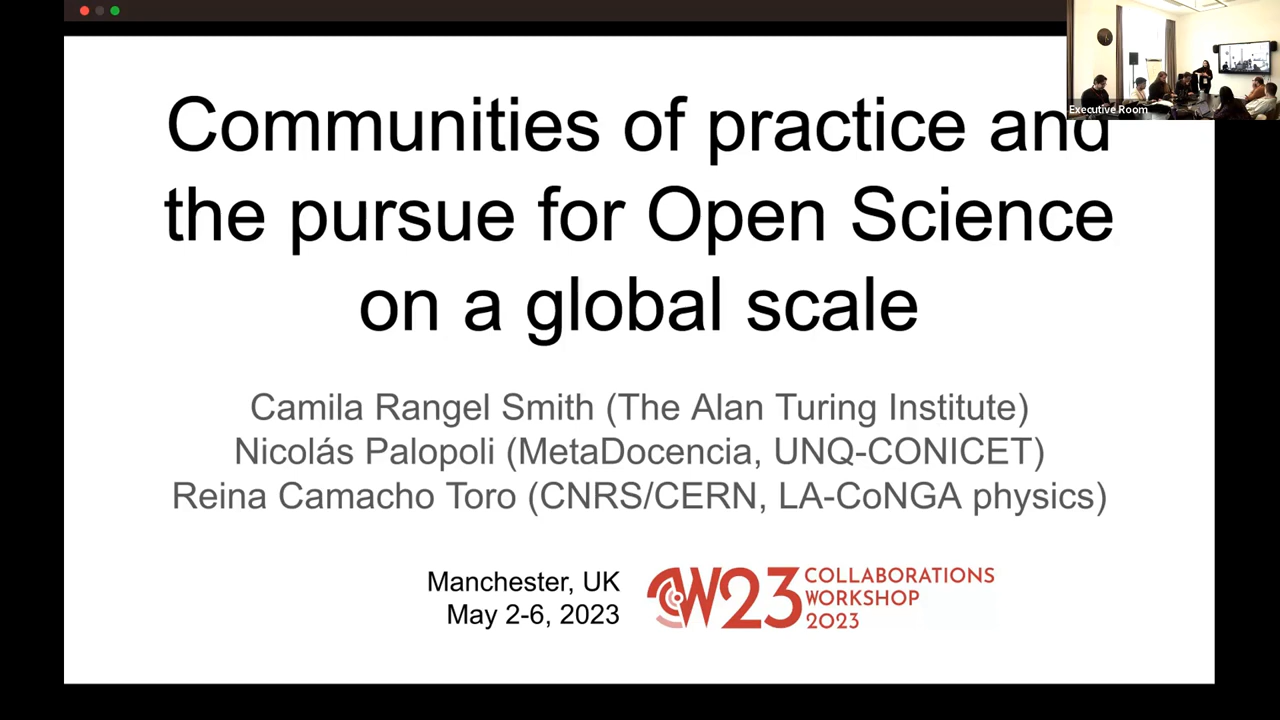 Communities of practice and
the pursue for Open Science
on a global scale
Camila Rangel Smith (The Alan Turing Institute)
Nicolás Palopoli (MetaDocencia, UNQ-CONICET)
Reina Camacho Toro (CNRS/CERN, LA-CoNGA physics)
Manchester, UK
May 2-6, 2023
CW23 COLLABORATIONS
WORKSHOP
2023
Executive Room